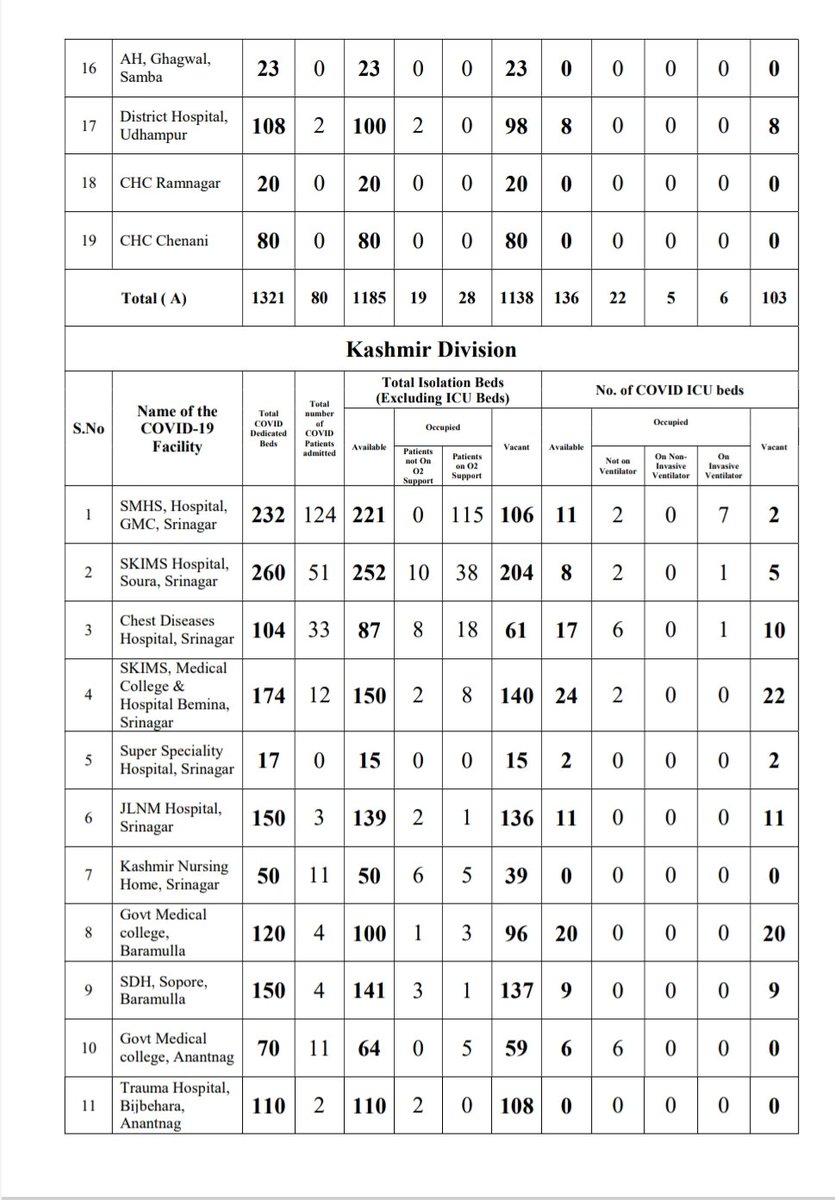 16 AH, Ghagwal, Samba 23 0 23 0 0 23 0 0 0 0 0
17 District Hospital, Udhampur 108 2 100 2 0 98 8 0 0 0 8
18 CHC Ramnagar 20 0 20 0 0 20 0 0 0 0 0
19 CHC Chenani 80 0 80 0 0 80 0 0 0 0 0
Total ( A) 1321 80 1185 19 28 1138 136 22 5 6 103
Kashmir Division
S.No Name of the COVID-19 Facility Total COVID Dedicated Beds Total number of COVID Patients admitted Total Isolation Beds (Excluding ICU Beds) No. of COVID ICU beds
Available Occupied Vacant Available Occupied Vacant
Patients not On O2 Support Patients on O2 Support Not on Ventilator On Non-Invasive Ventilator On Invasive Ventilator
1 SMHS, Hospital, GMC, Srinagar 232 124 221 0 115 106 11 2 0 7 2
2 SKIMS Hospital, Soura, Srinagar 260 51 252 10 38 204 8 2 0 1 5
3 Chest Diseases Hospital, Srinagar 104 33 87 8 18 61 17 6 0 1 10
4 SKIMS, Medical College & Hospital Bemina, Srinagar 174 12 150 2 8 140 24 2 0 0 22
5 Super Speciality Hospital, Srinagar 17 0 15 0 0 15 2 0 0 0 2
6 JLNM Hospital, Srinagar 150 3 139 2 1 136 11 0 0 0 11
7 Kashmir Nursing Home, Srinagar 50 11 50 6 5 39 0 0 0 0 0
8 Govt Medical college, Baramulla 120 4 100 1 3 96 20 0 0 0 20
9 SDH, Sopore, Baramulla 150 4 141 3 1 137 9 0 0 0 9
10 Govt Medical college, Anantnag 70 11 64 0 5 59 6 6 0 0 0
11 Trauma Hospital, Bijbehara, Anantnag 110 2 110 2 0 108 0 0 0 0 0